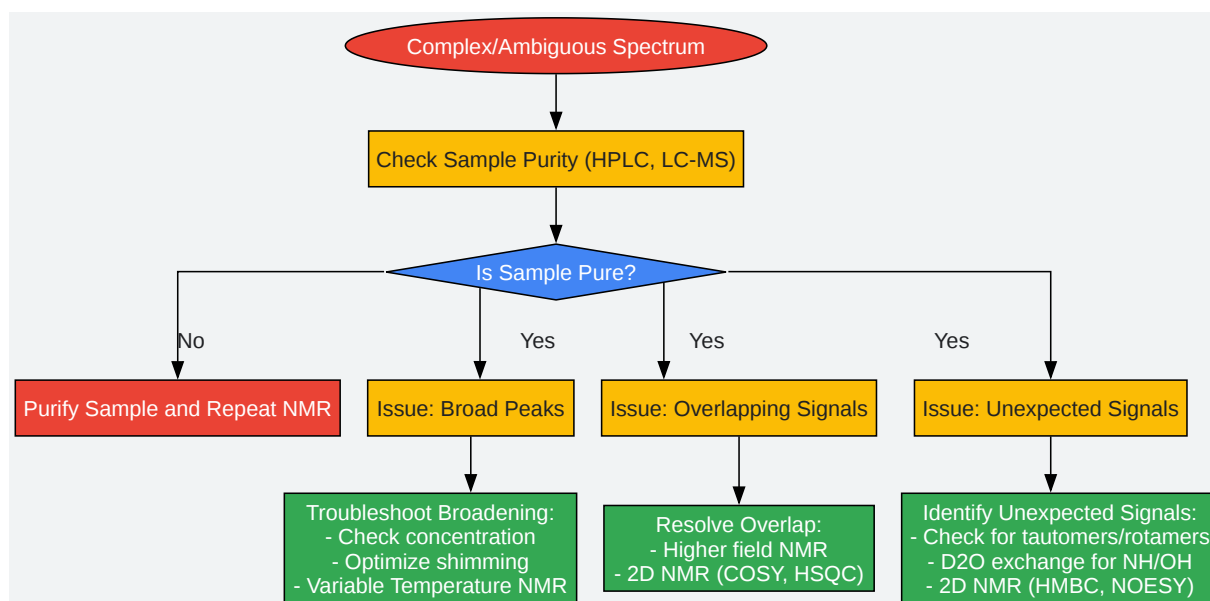 Complex/Ambiguous Spectrum
Check Sample Purity (HPLC, LC-MS)
Is Sample Pure?
No
Yes
Yes
Yes
Purify Sample and Repeat NMR
Issue: Broad Peaks
Issue: Overlapping Signals
Issue: Unexpected Signals
Troubleshoot Broadening:
- Check concentration
- Optimize shimming
- Variable Temperature NMR
Resolve Overlap:
- Higher field NMR
- 2D NMR (COSY, HSQC)
Identify Unexpected Signals:
- Check for tautomers/rotamers
- D2O exchange for NH/OH
- 2D NMR (HMBC, NOESY)